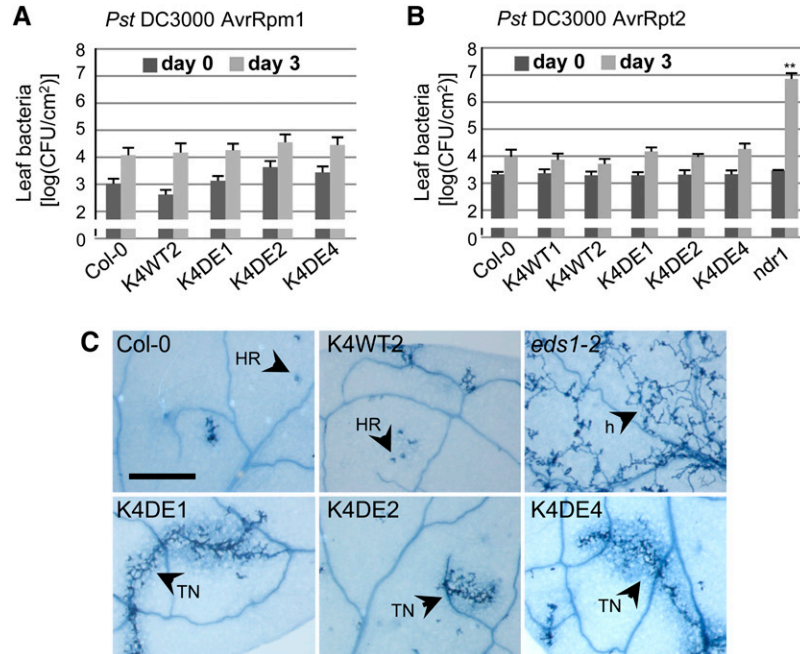 A
Pst DC3000 AvrRpm1
Leaf bacteria
[log(CFU/cm²)]
8
7
6
5
4
3
2
0
day 0
day 3
Col-0
K4WT2
K4DE1
K4DE2
K4DE4
B
Pst DC3000 AvrRpt2
Leaf bacteria
[log(CFU/cm²)]
8
7
6
5
4
3
2
0
day 0
day 3
**
Col-0
K4WT1
K4WT2
K4DE1
K4DE2
K4DE4
ndr1
C
Col-0
HR
K4WT2
HR
eds1-2
h
K4DE1
TN
K4DE2
TN
K4DE4
TN